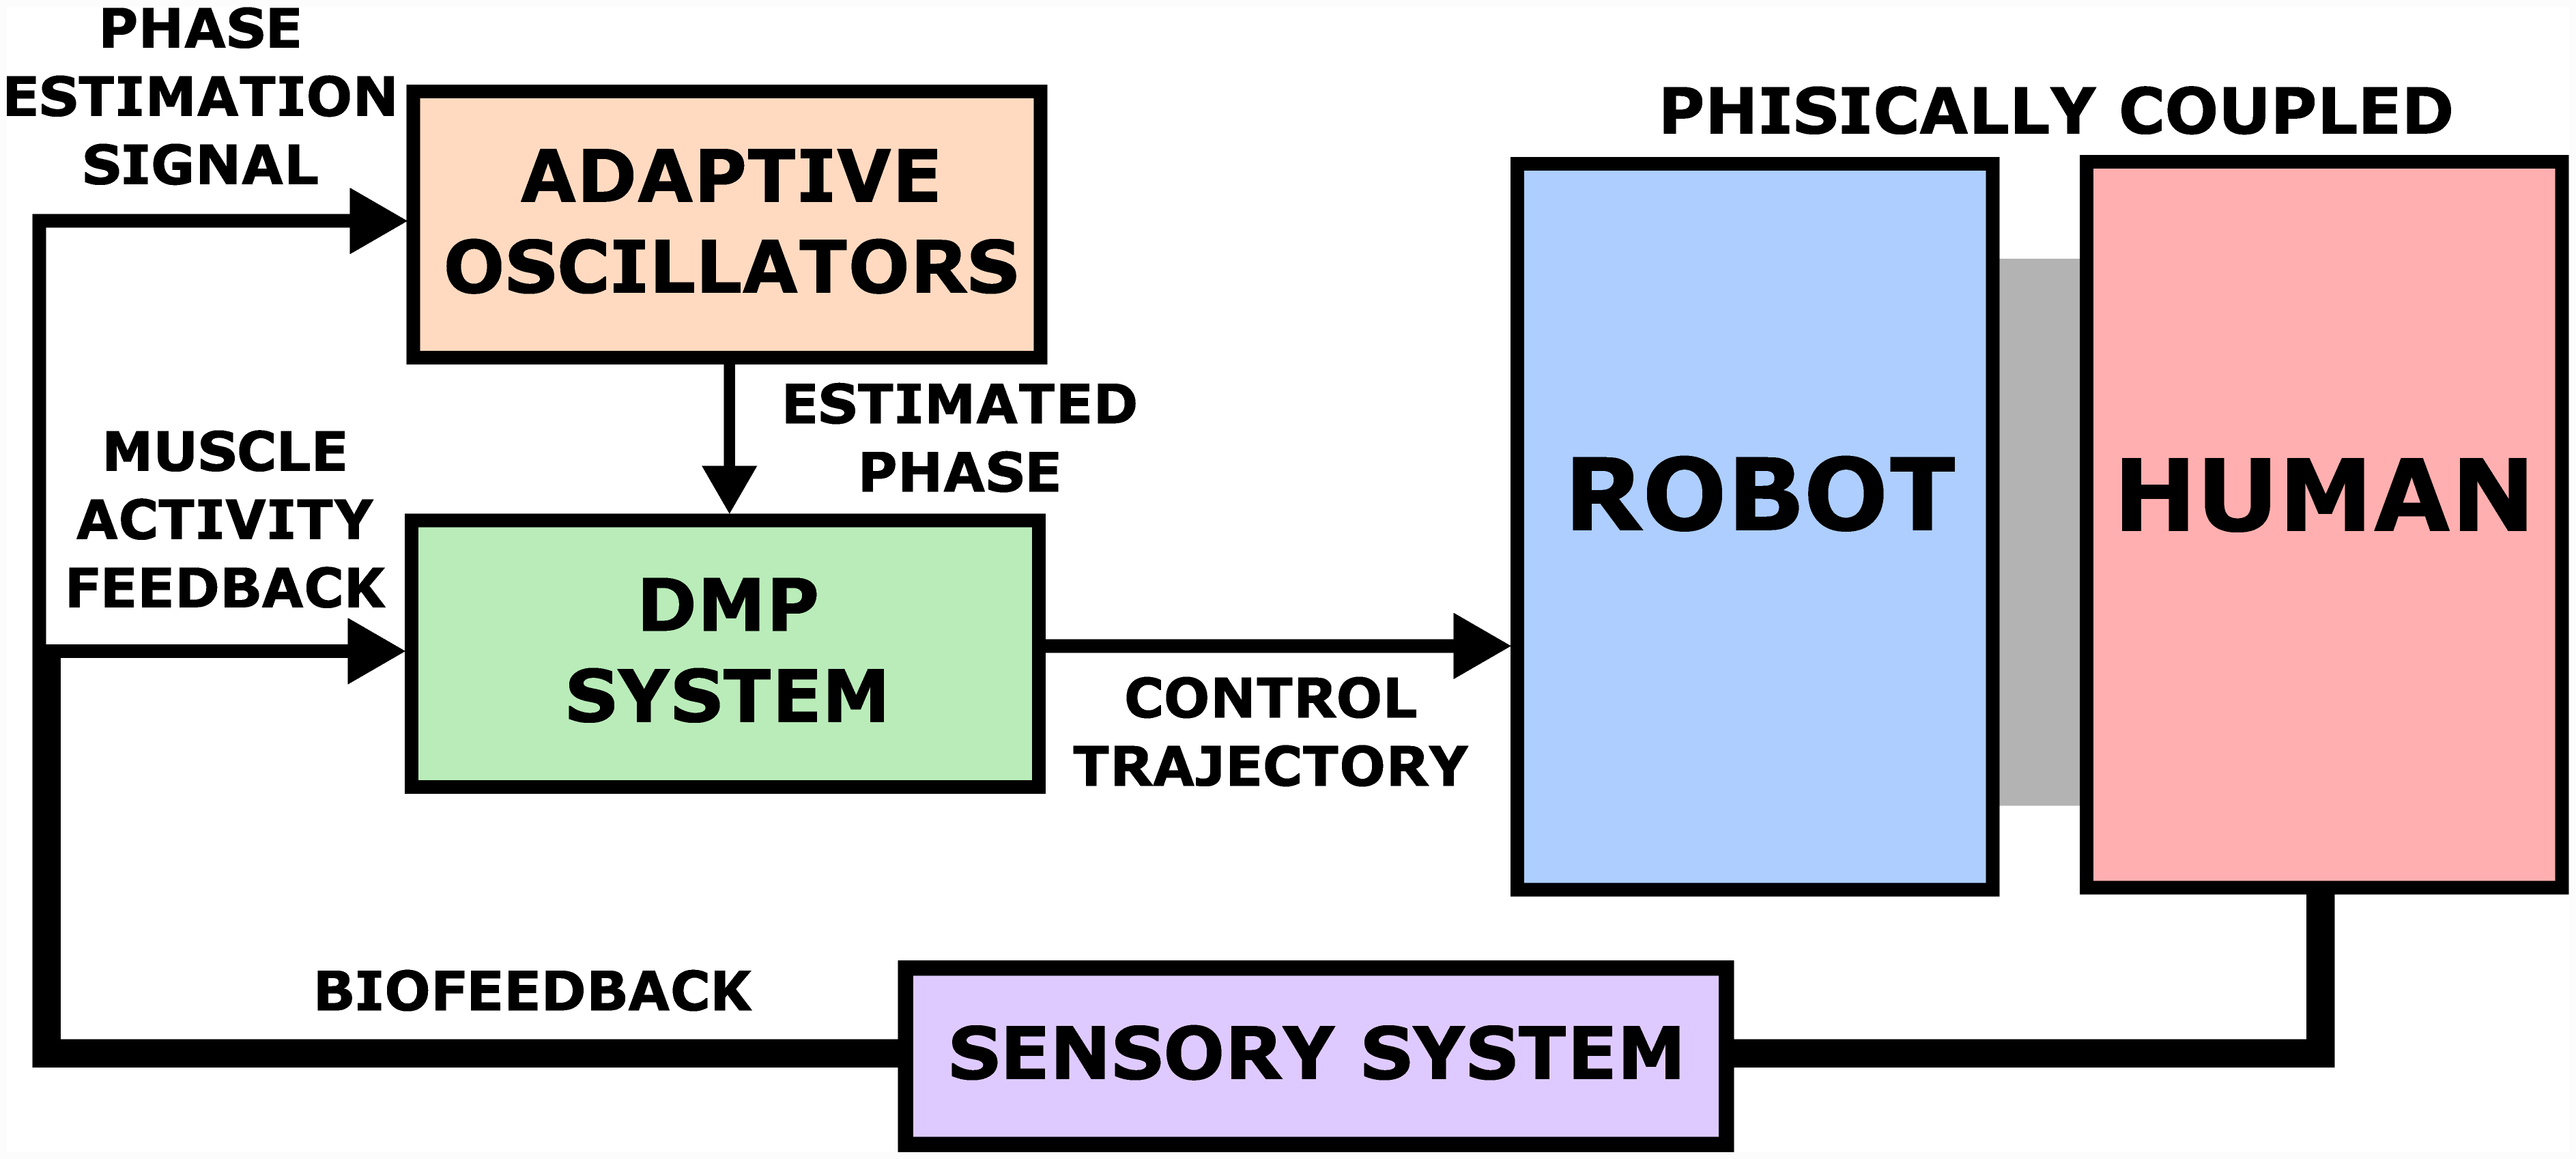 PHASE
ESTIMATION
SIGNAL
ADAPTIVE
OSCILLATORS
PHISICALLY COUPLED
ROBOT
HUMAN
ESTIMATED
PHASE
MUSCLE
ACTIVITY
FEEDBACK
DMP
SYSTEM
CONTROL
TRAJECTORY
BIOFEEDBACK
SENSORY SYSTEM